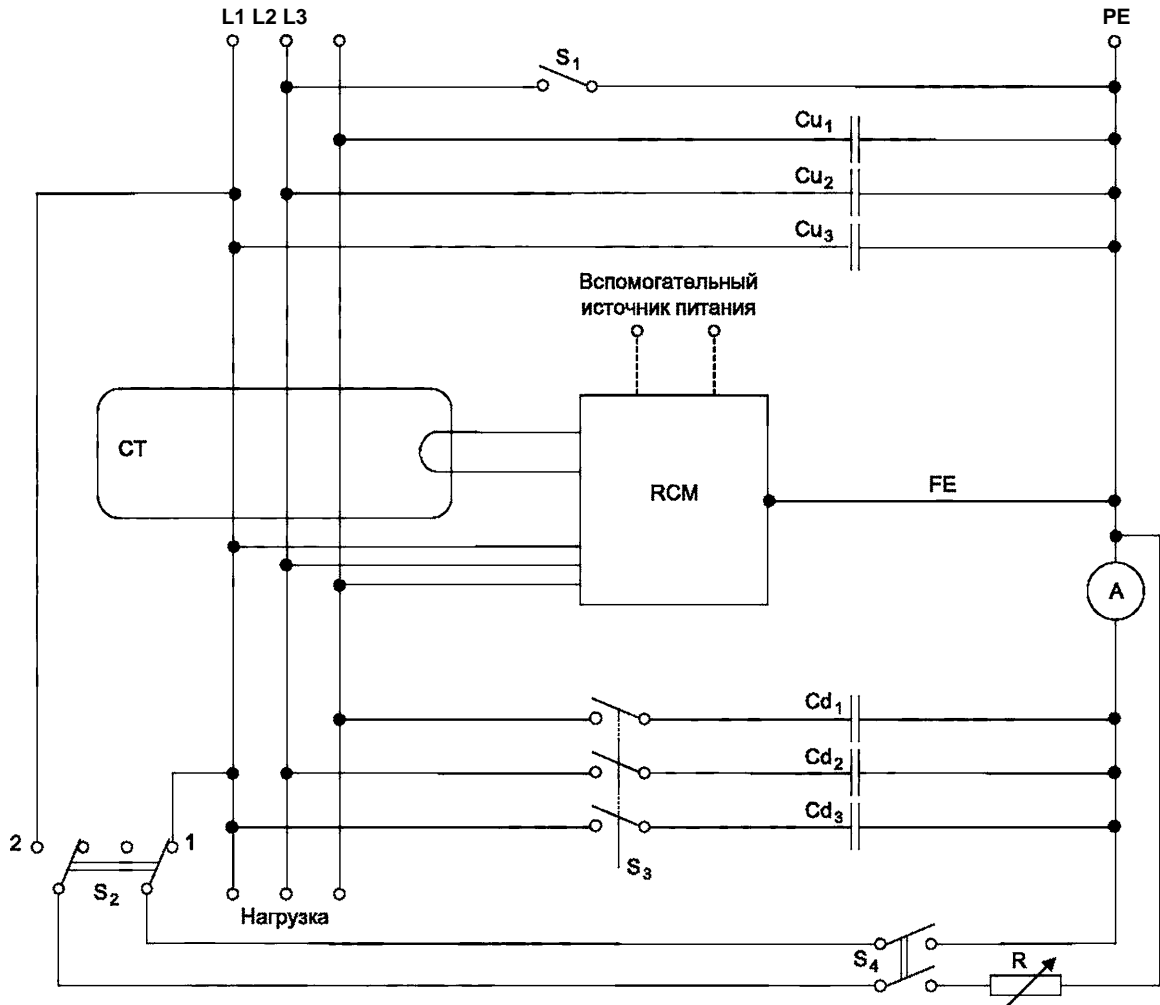 L1 L2 L3
PE
S1
Cu1
Cu2
Cu3
Вспомогательный
источник питания
CT
RCM
FE
A
Cd1
Cd2
Cd3
2
1
S2
S3
Нагрузка
S4
R